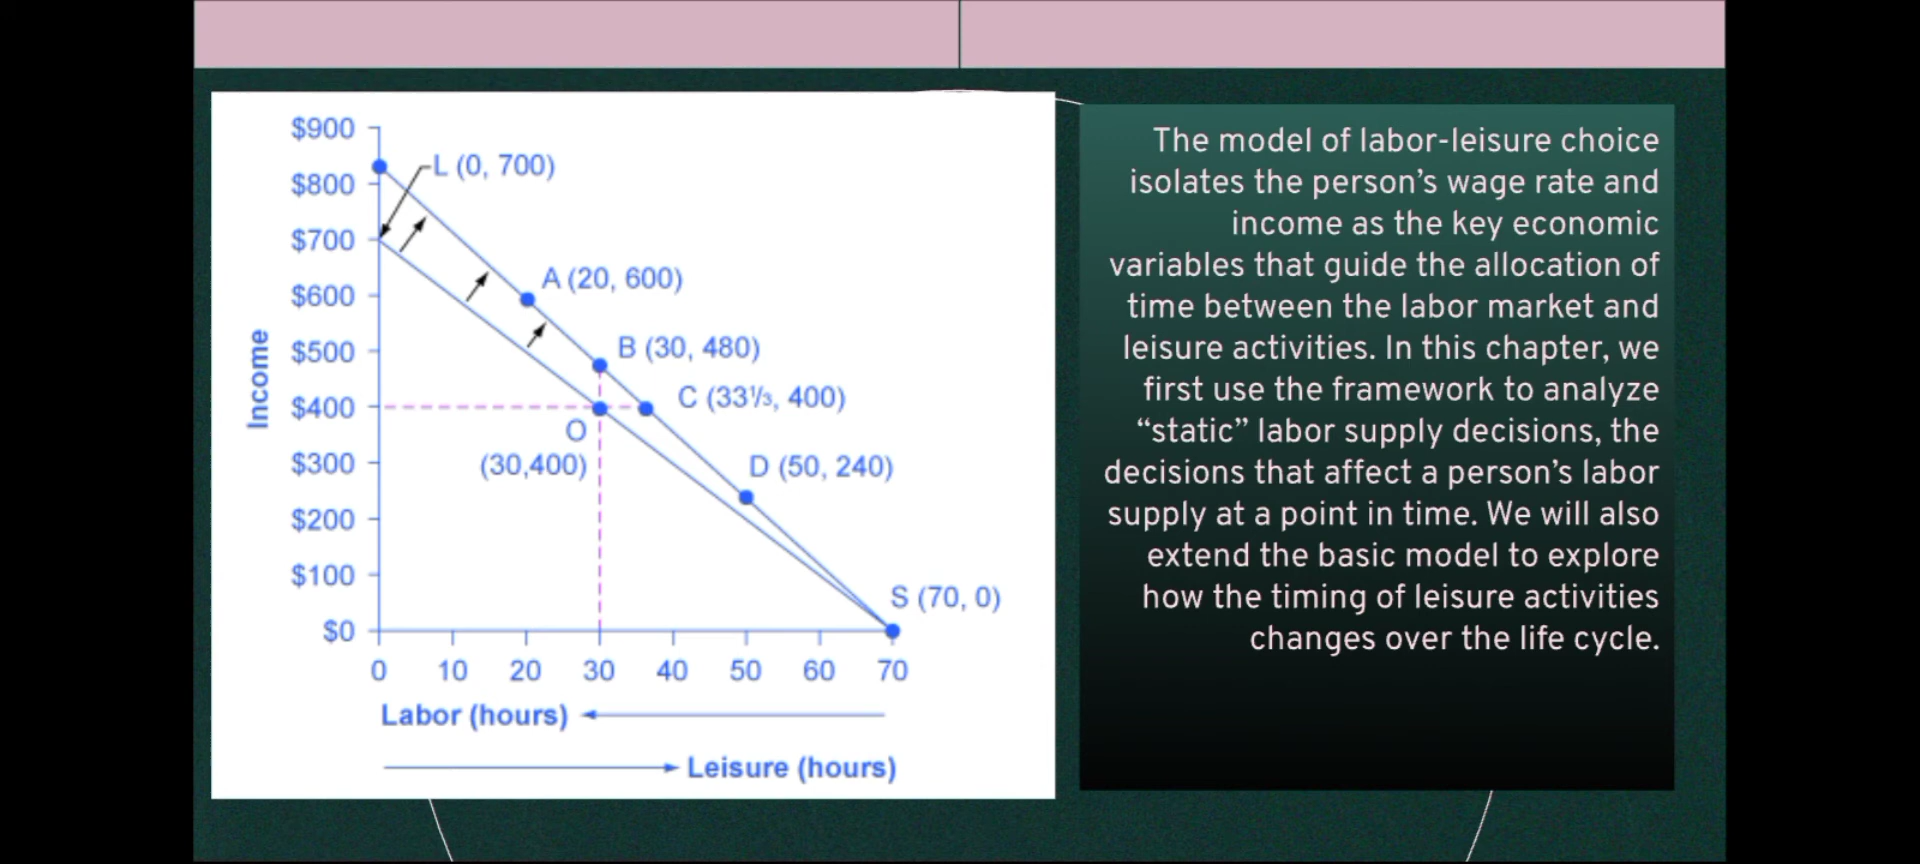 $900
L (0, 700)
$800
$700
A (20, 600)
$600
B (30, 480)
$500
C (33⅓, 400)
$400
O
(30,400)
D (50, 240)
$300
$200
$100
S (70, 0)
$0
Income
0 10 20 30 40 50 60 70
Labor (hours)
Leisure (hours)
The model of labor-leisure choice
isolates the person’s wage rate and
income as the key economic
variables that guide the allocation of
time between the labor market and
leisure activities. In this chapter, we
first use the framework to analyze
“static” labor supply decisions, the
decisions that affect a person’s labor
supply at a point in time. We will also
extend the basic model to explore
how the timing of leisure activities
changes over the life cycle.